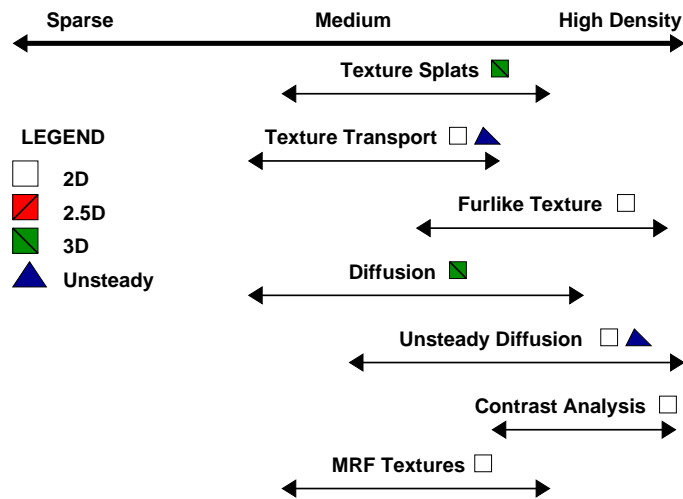 Sparse Medium High Density
Texture Splats
LEGEND
Texture Transport
2D
2.5D
Furlike Texture
3D
Diffusion
Unsteady
Unsteady Diffusion
Contrast Analysis
MRF Textures